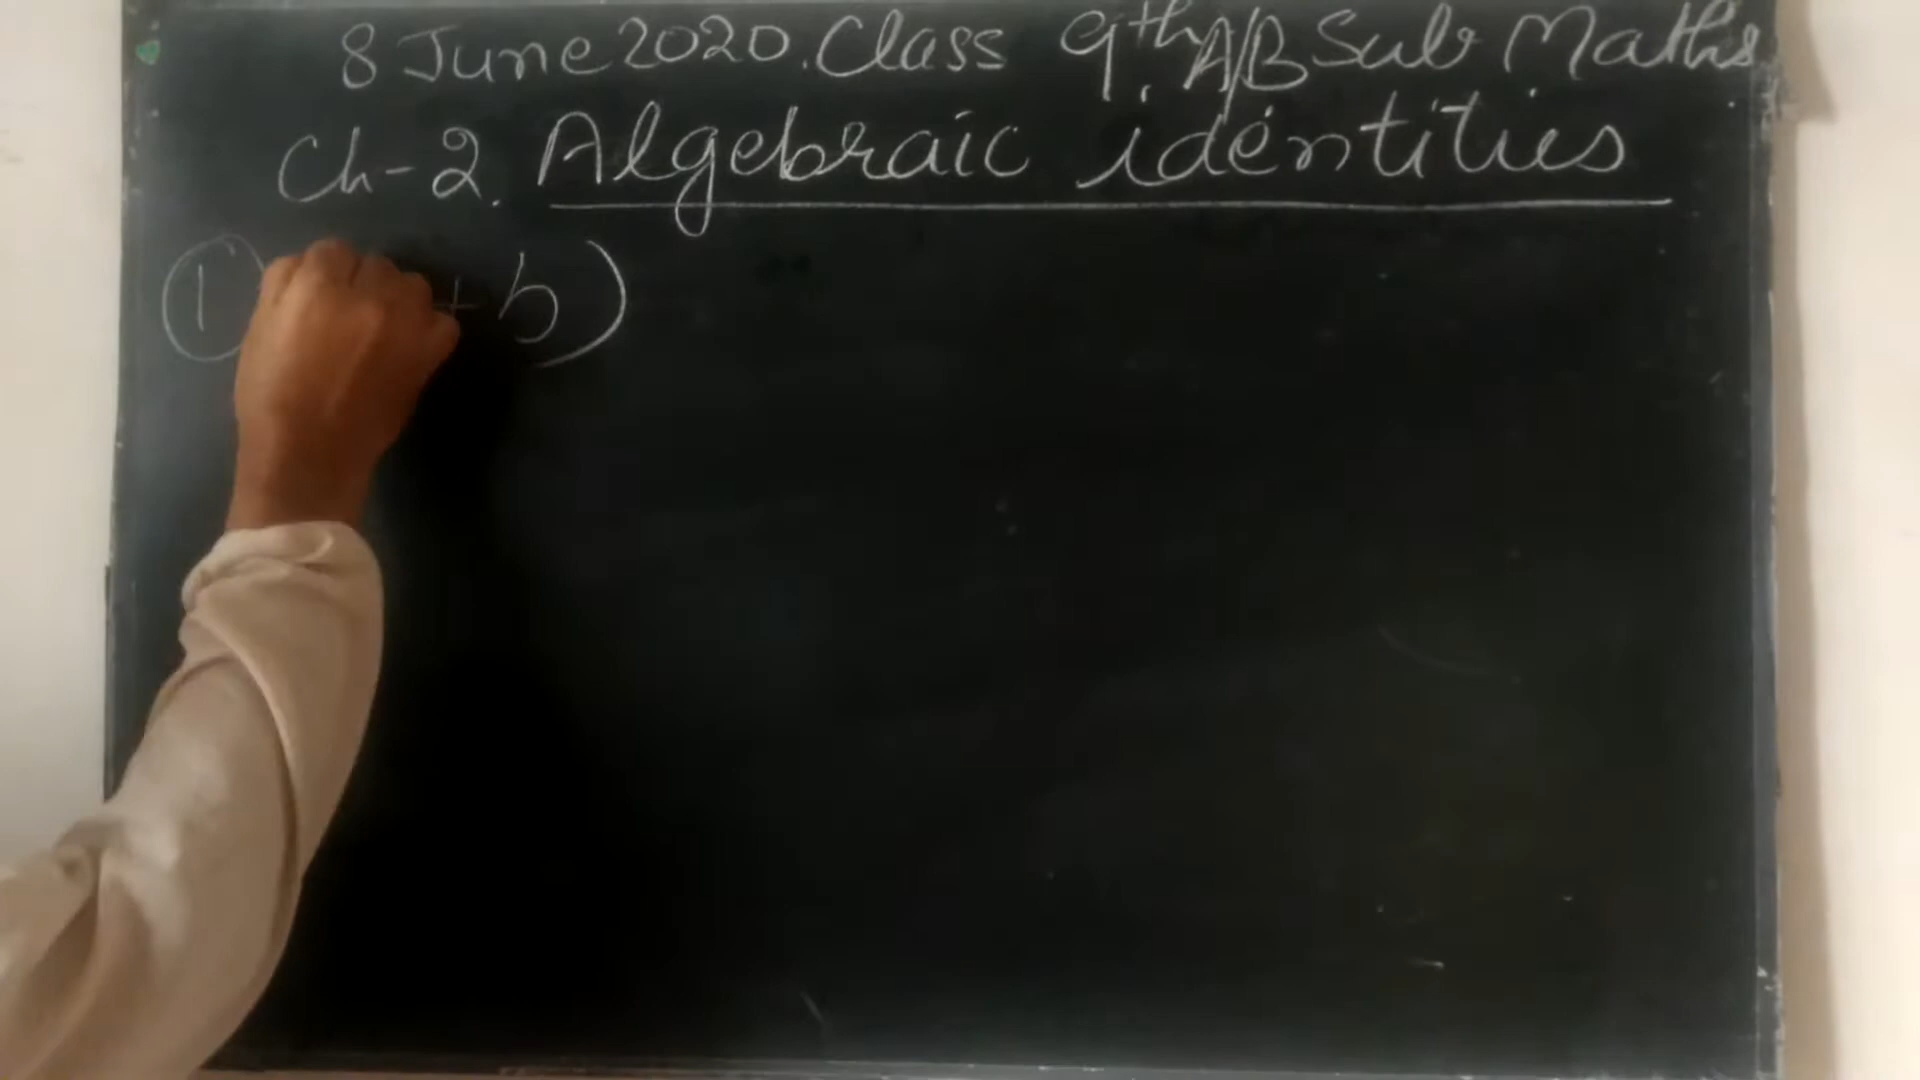 8 June 2020. Class 9th A/B Sub Maths
Ch-2. Algebraic identities
① + b)